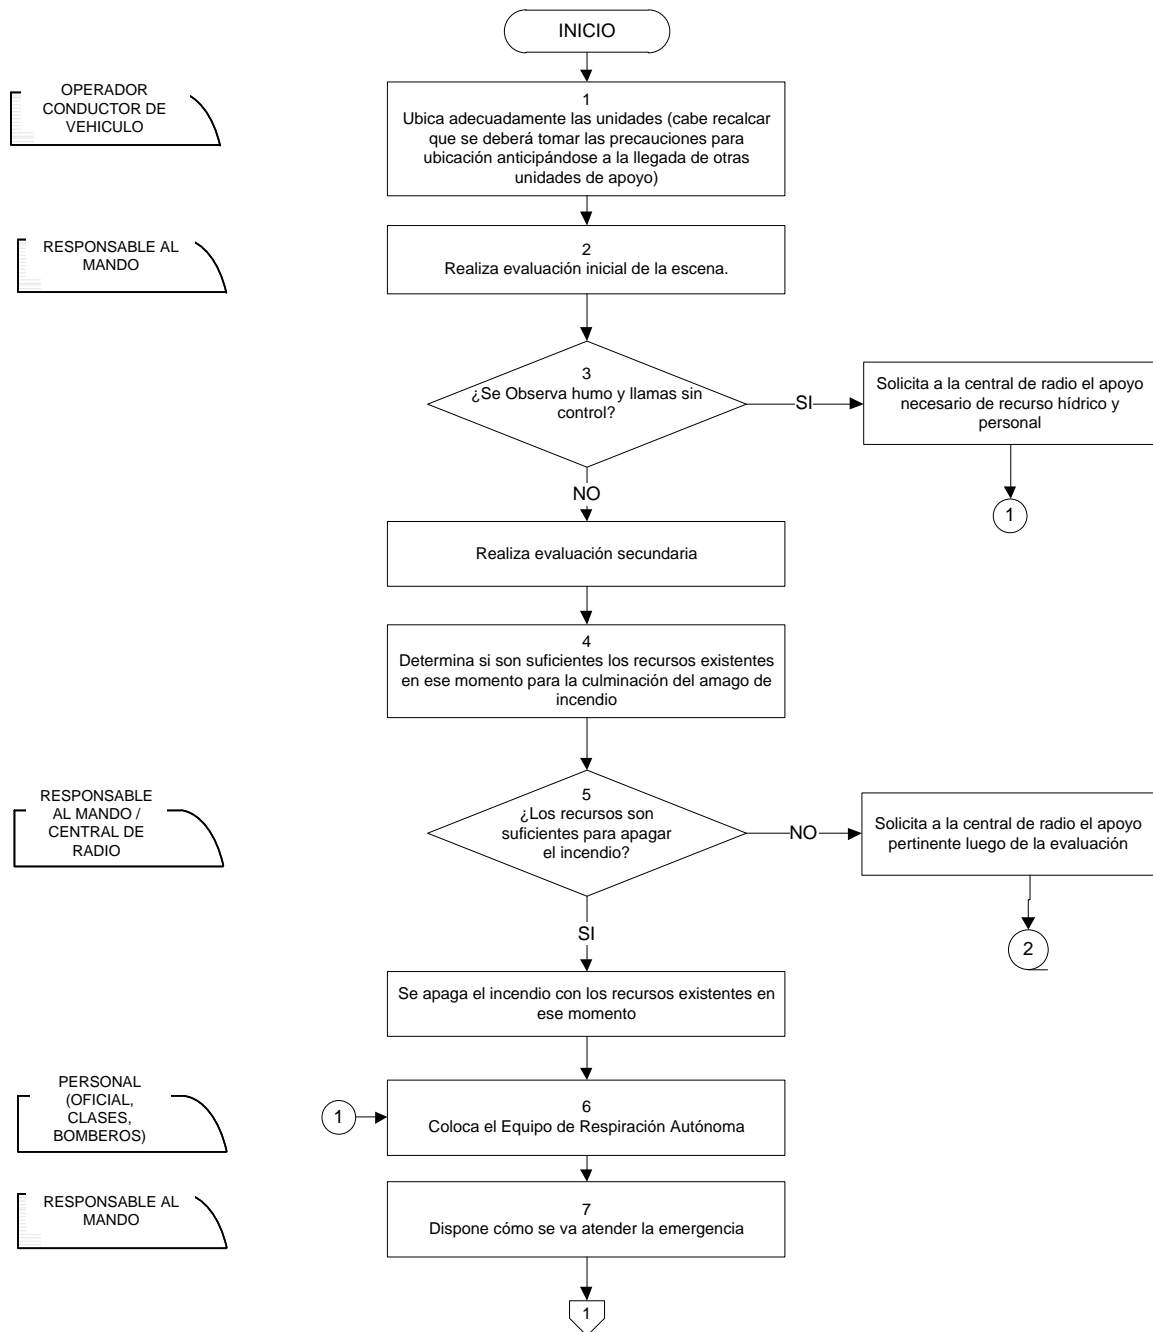 INICIO
OPERADOR
CONDUCTOR DE
VEHICULO
1
Ubica adecuadamente las unidades (cabe recalcar
que se deberá tomar las precauciones para
ubicación anticipándose a la llegada de otras
unidades de apoyo)
RESPONSABLE AL
MANDO
2
Realiza evaluación inicial de la escena.
3
¿Se Observa humo y llamas sin
control?
SI
Solicita a la central de radio el apoyo
necesario de recurso hídrico y
personal
1
NO
Realiza evaluación secundaria
4
Determina si son suficientes los recursos existentes
en ese momento para la culminación del amago de
incendio
RESPONSABLE
AL MANDO /
CENTRAL DE
RADIO
5
¿Los recursos son
suficientes para apagar
el incendio?
NO
Solicita a la central de radio el apoyo
pertinente luego de la evaluación
2
SI
Se apaga el incendio con los recursos existentes en
ese momento
PERSONAL
(OFICIAL,
CLASES,
BOMBEROS)
1
6
Coloca el Equipo de Respiración Autónoma
RESPONSABLE AL
MANDO
7
Dispone cómo se va atender la emergencia
1